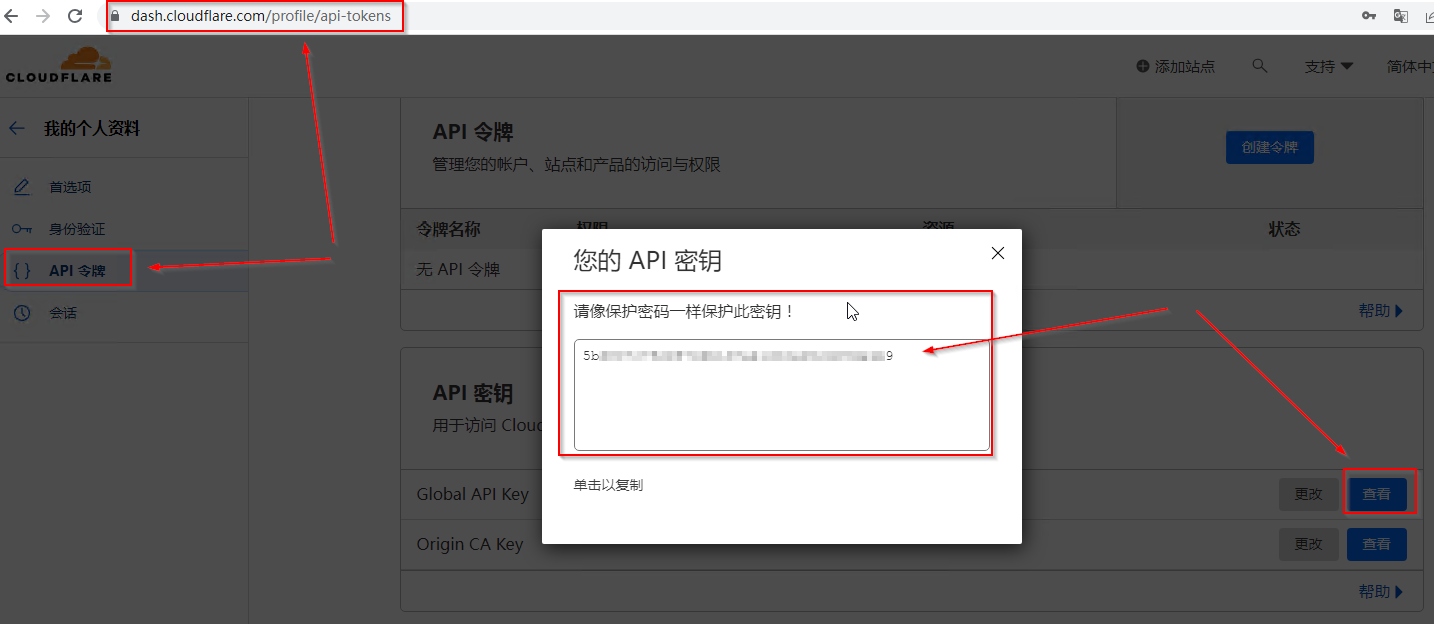 dash.cloudflare.com/profile/api-tokens
CLOUDFLARE
添加站点
支持
简体中
我的个人资料
首选项
身份验证
{ } API 令牌
会话
API 令牌
管理您的帐户、站点和产品的访问与权限
创建令牌
令牌名称
权限
资源
状态
无 API 令牌
帮助
您的 API 密钥
请像保护密码一样保护此密钥！
单击以复制
API 密钥
用于访问 Cloud
Global API Key
更改
查看
Origin CA Key
更改
查看
帮助